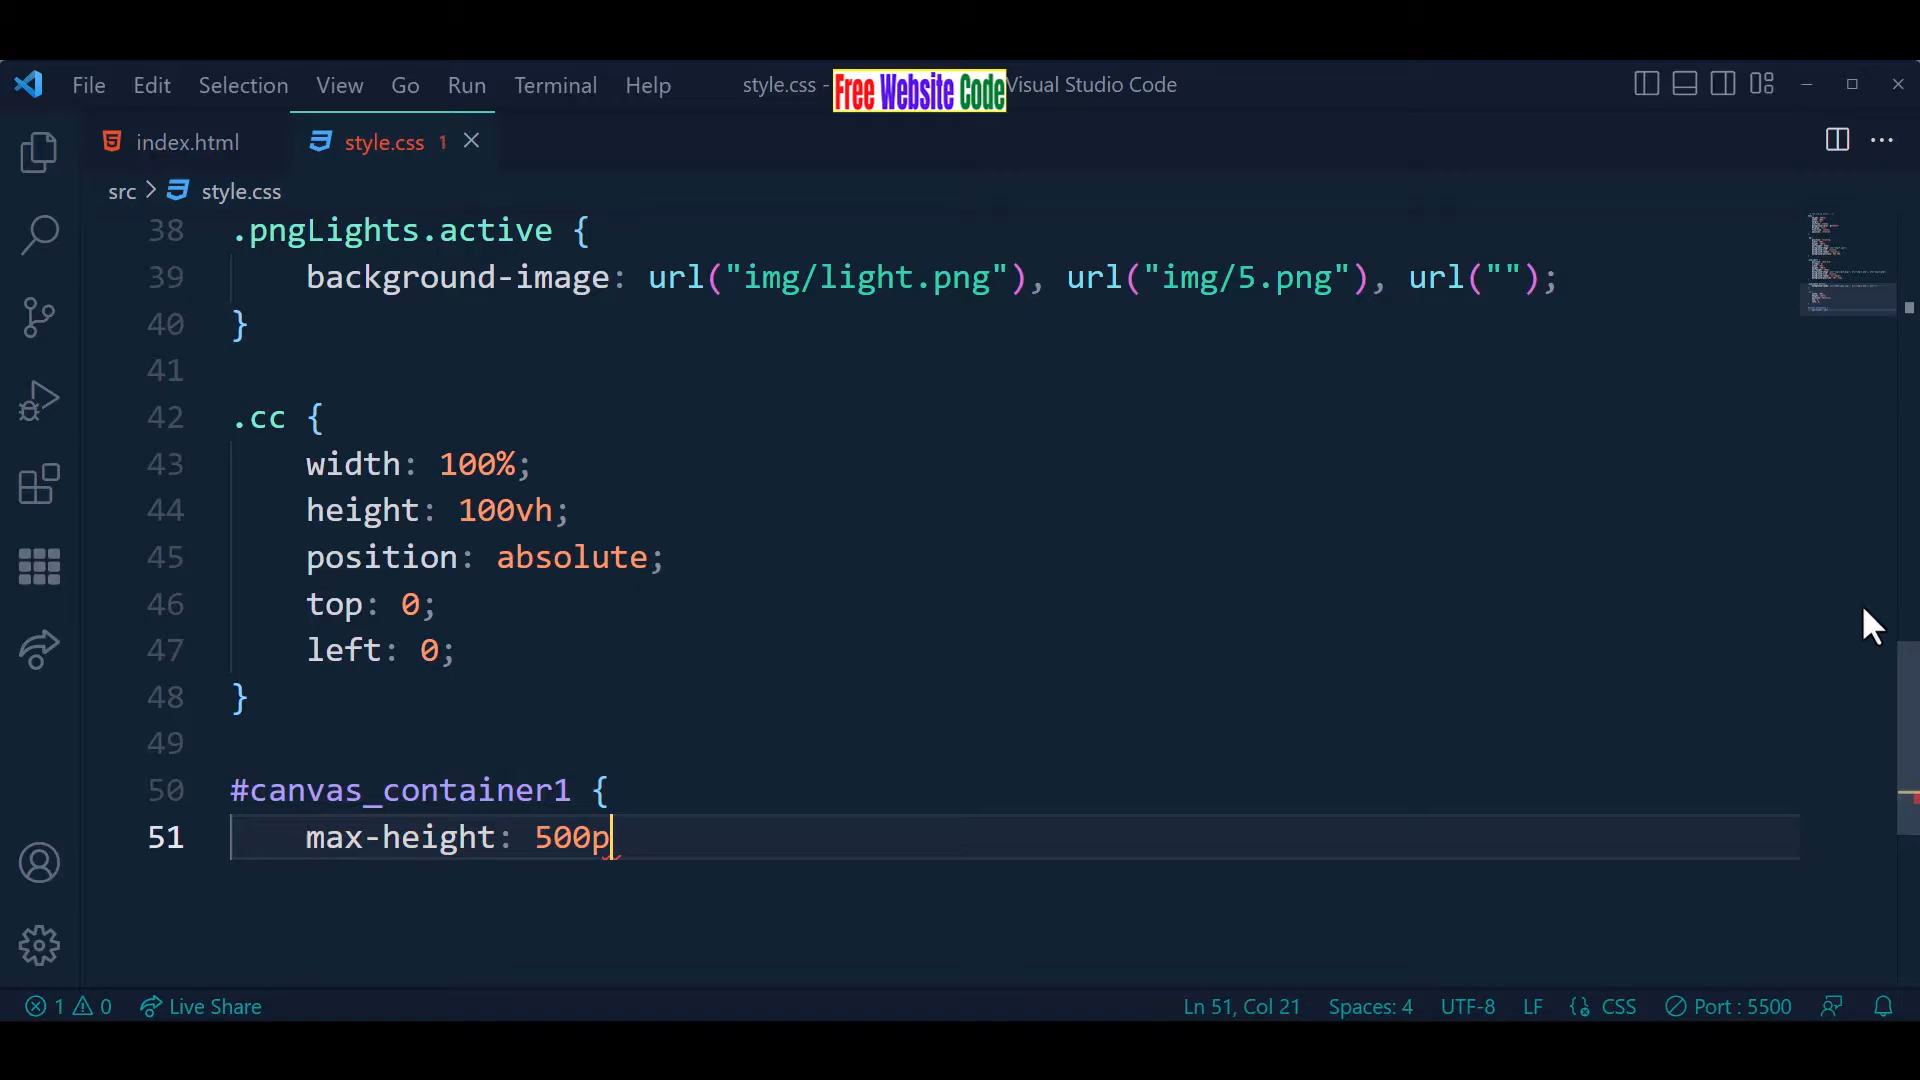 File Edit Selection View Go Run Terminal Help style.css - Free Website Code Visual Studio Code
index.html style.css 1
src > style.css
38 .pngLights.active {
39 background-image: url("img/light.png"), url("img/5.png"), url("");
40 }
41
42 .cc {
43 width: 100%;
44 height: 100vh;
45 position: absolute;
46 top: 0;
47 left: 0;
48 }
49
50 #canvas_container1 {
51 max-height: 500p
1 0 Live Share Ln 51, Col 21 Spaces: 4 UTF-8 LF {} CSS Port : 5500